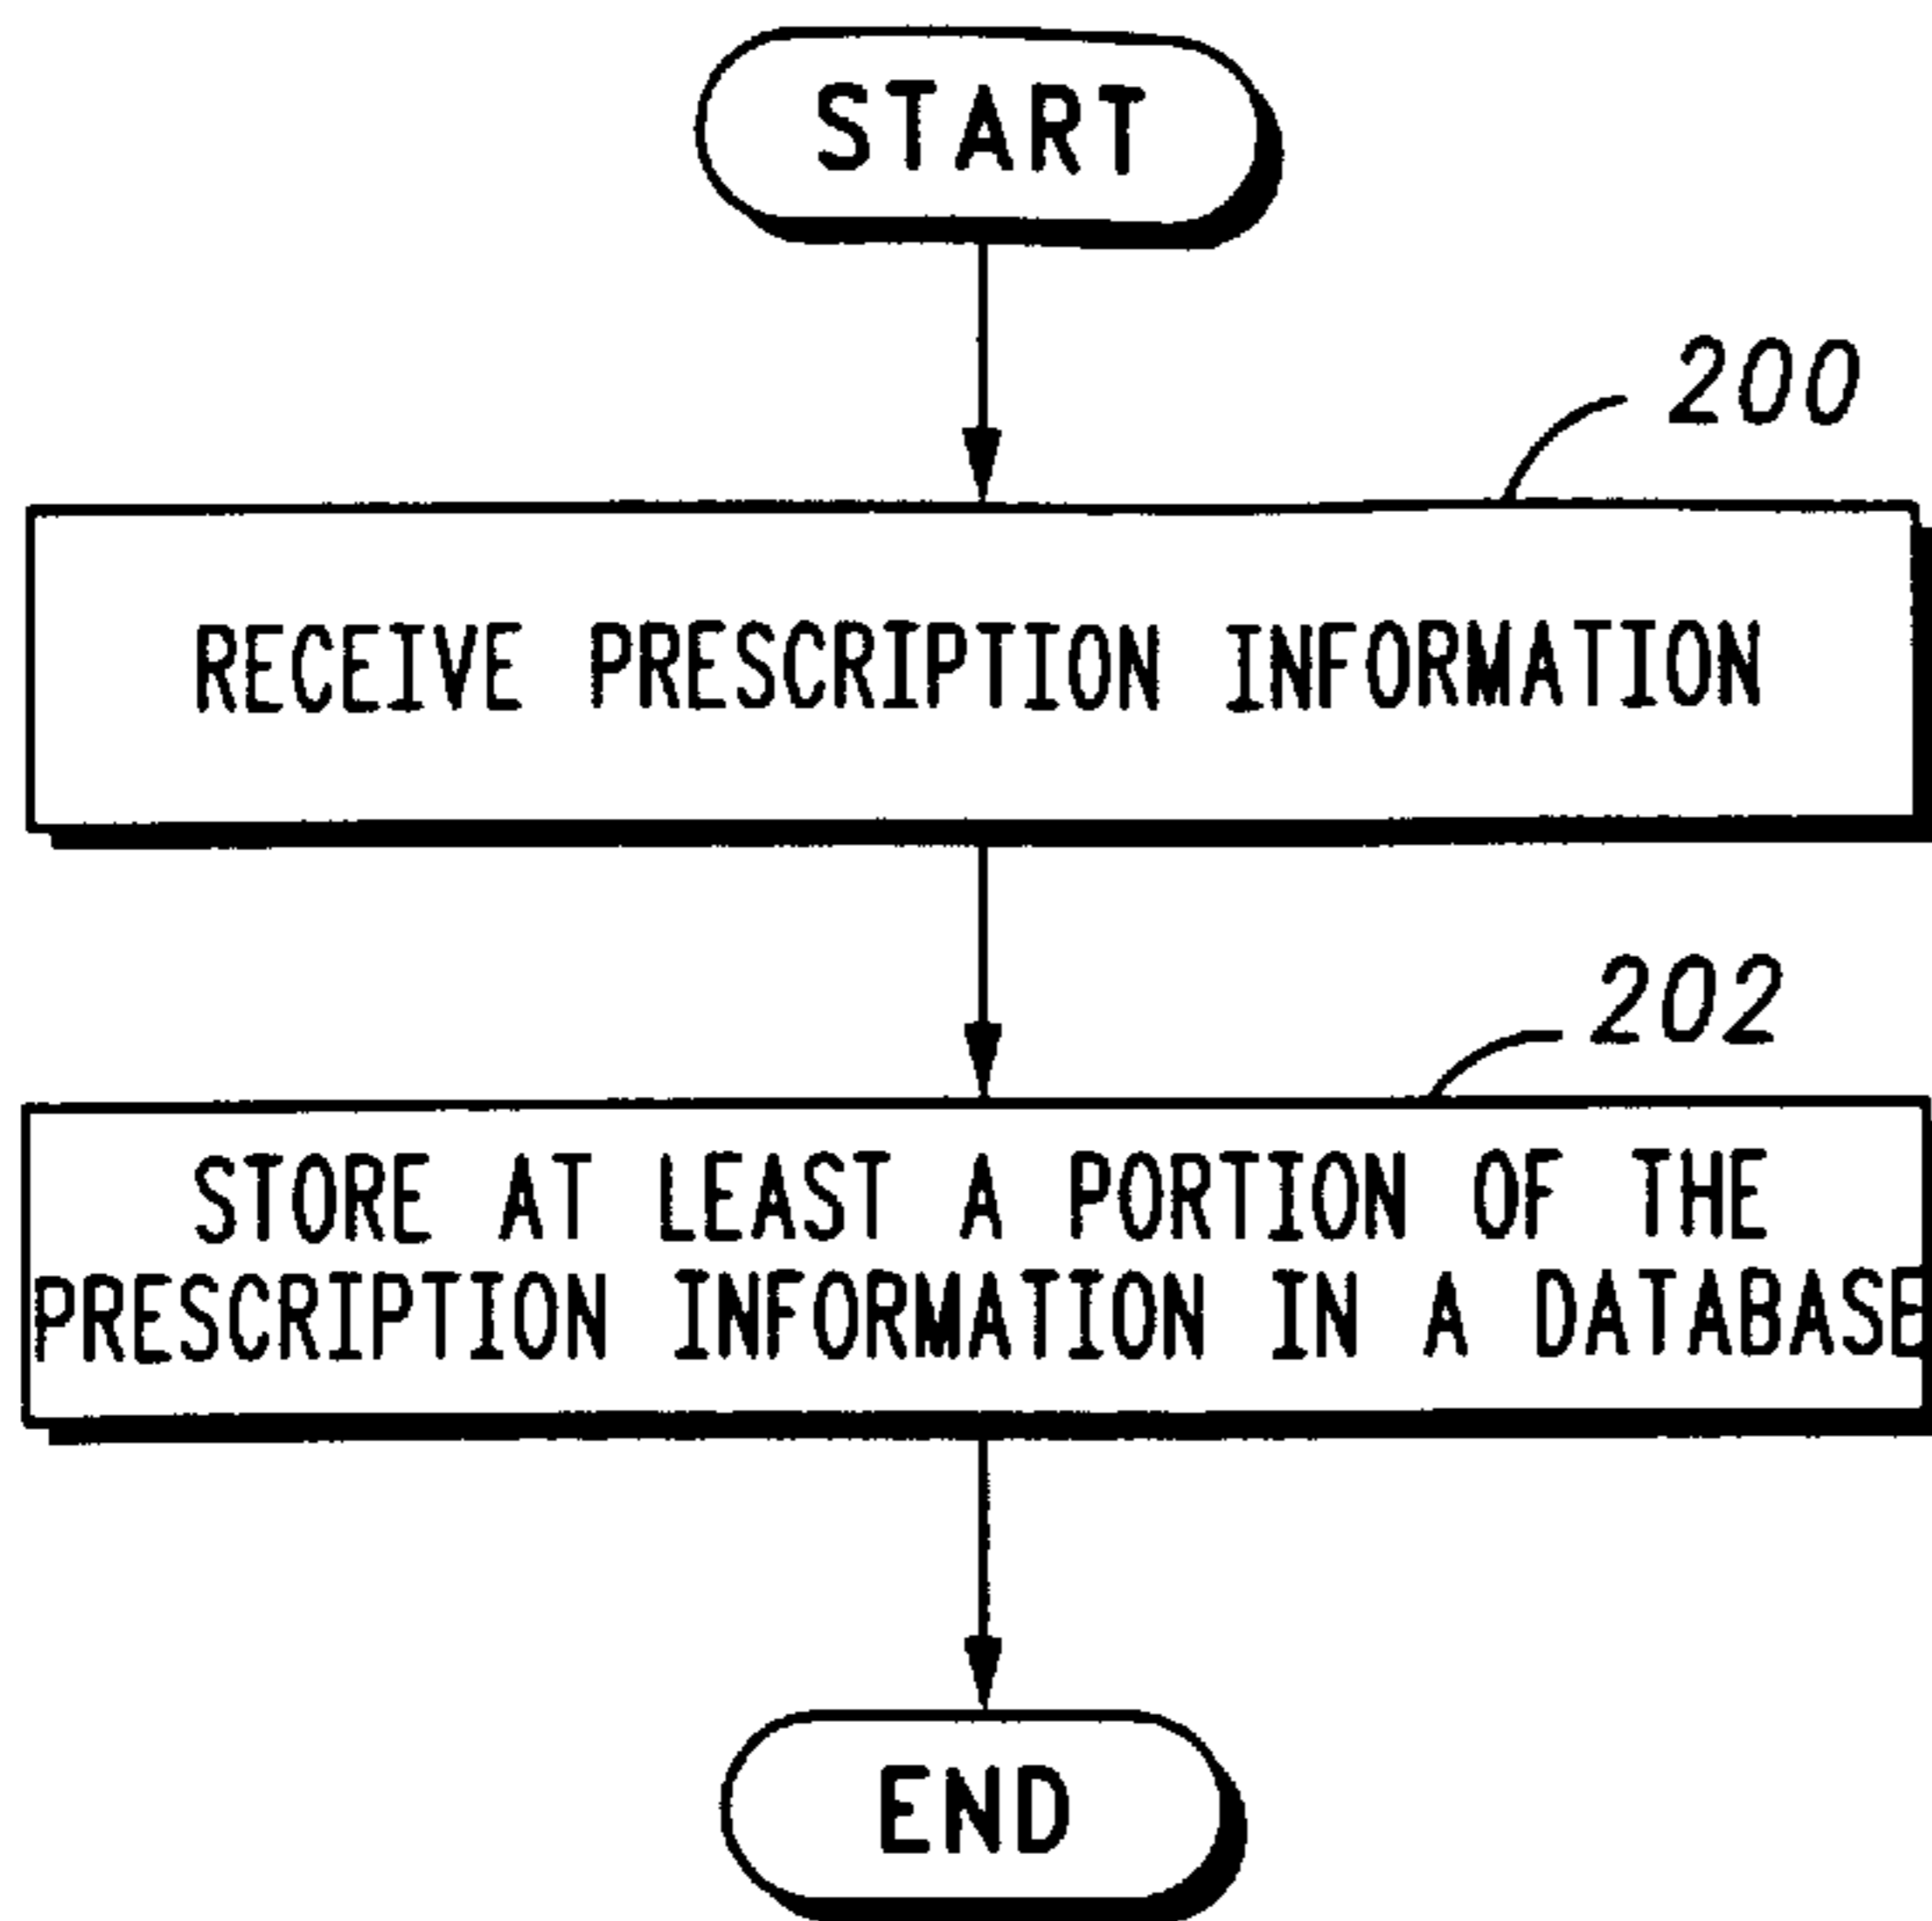 START
200
RECEIVE PRESCRIPTION INFORMATION
202
STORE AT LEAST A PORTION OF THE
PRESCRIPTION INFORMATION IN A DATABASE
END